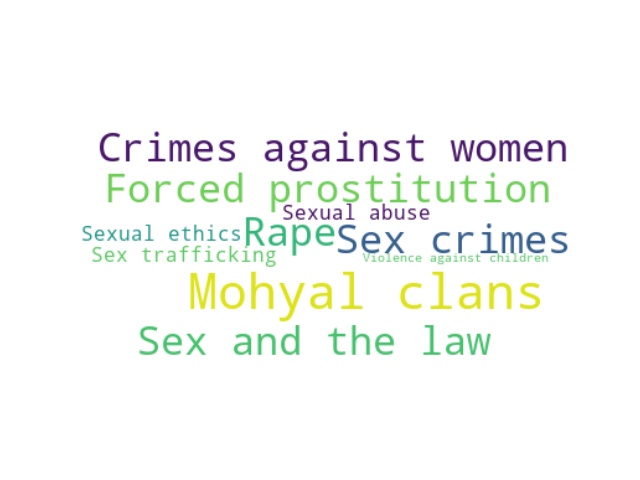 Crimes against women
Forced prostitution
Sexual abuse
Sexual ethics
Rape
Sex crimes
Sex trafficking
Violence against children
Mohyal clans
Sex and the law